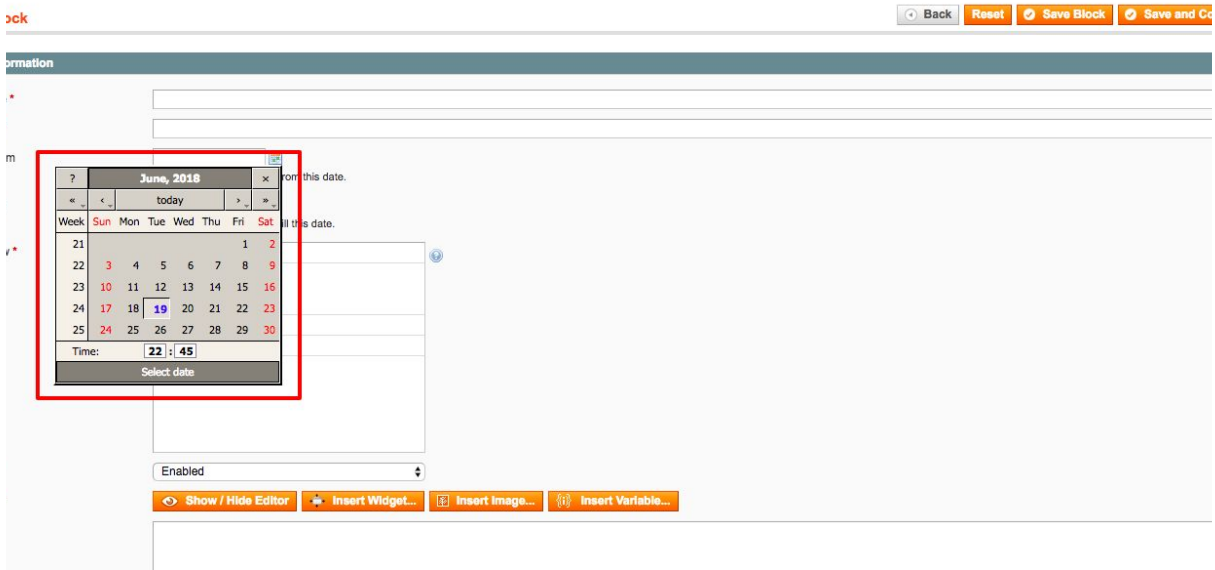 ock
Back Reset Save Block Save and Co
ormation
*
m
rom this date.
? June, 2018 ×
« ‹ today › »
Week Sun Mon Tue Wed Thu Fri Sat
ill this date.
21 1 2
y *
22 3 4 5 6 7 8 9
23 10 11 12 13 14 15 16
24 17 18 19 20 21 22 23
25 24 25 26 27 28 29 30
Time: 22 : 45
Select date
Enabled
Show / Hide Editor Insert Widget... Insert Image... Insert Variable...